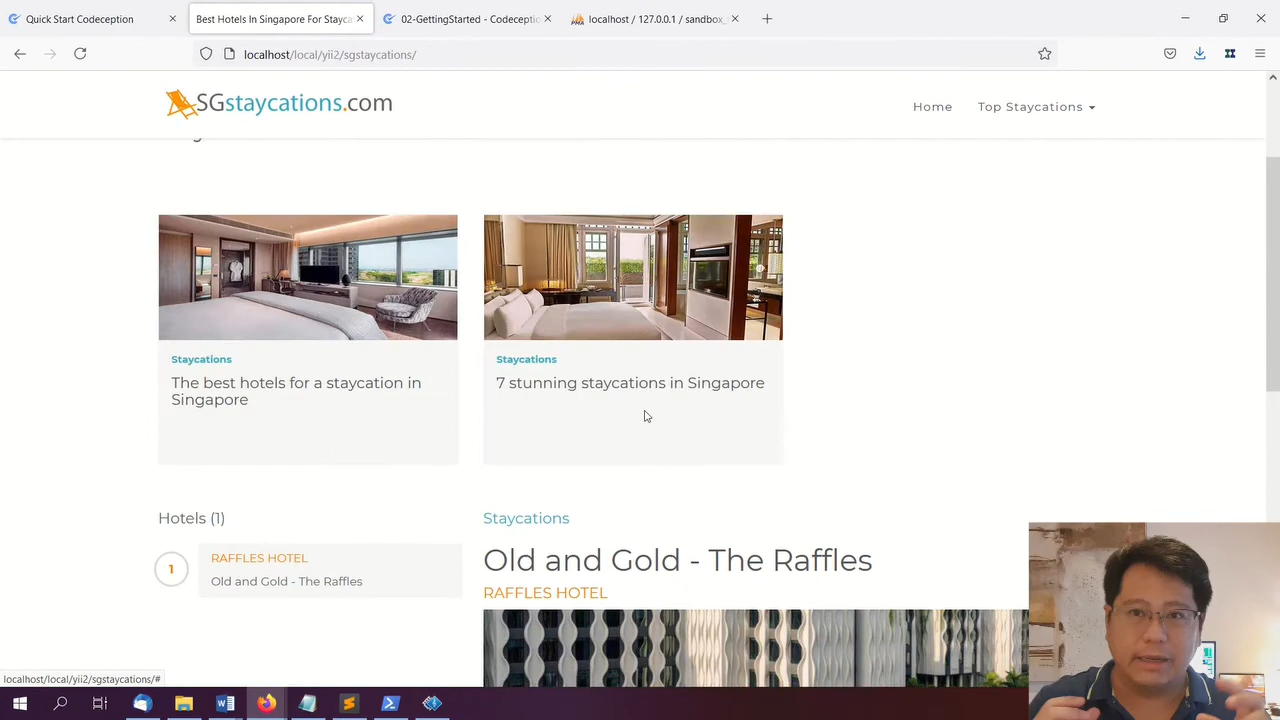 Quick Start Codeception
Best Hotels In Singapore For Stayca
02-GettingStarted - Codeceptio
localhost / 127.0.0.1 / sandbox_
localhost/local/yii2/sgstaycations/
SGstaycations.com
Home
Top Staycations
Staycations
The best hotels for a staycation in
Singapore
Staycations
7 stunning staycations in Singapore
Hotels (1)
1
RAFFLES HOTEL
Old and Gold - The Raffles
Staycations
Old and Gold - The Raffles
RAFFLES HOTEL
localhost/local/yii2/sgstaycations/#